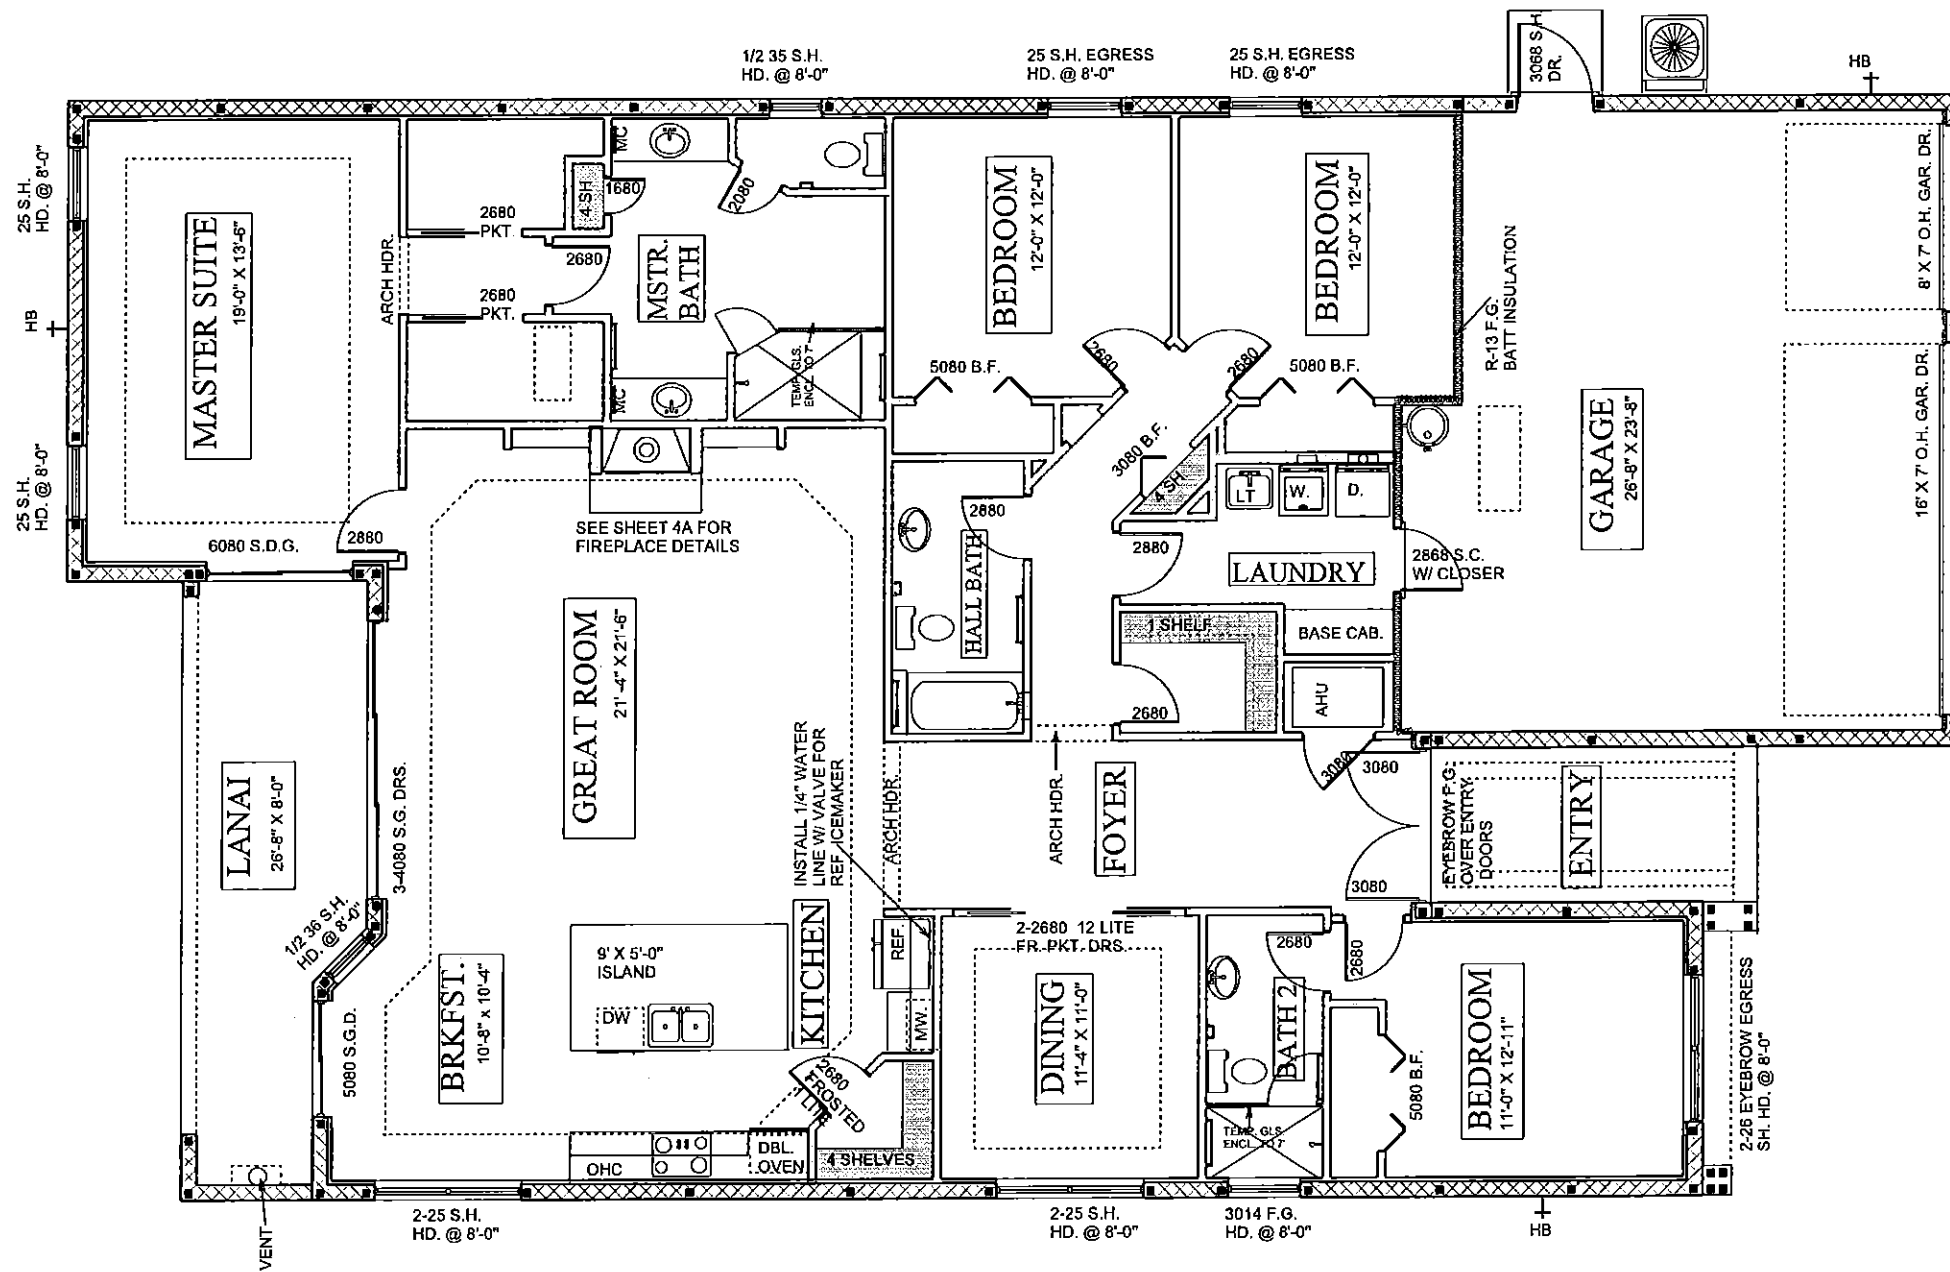 1/2 35 S.H.
HD. @ 8'-0"
25 S.H. EGRESS
HD. @ 8'-0"
25 S.H. EGRESS
HD. @ 8'-0"
3068 S.H.
DR.
HB
25 S.H.
HD. @ 8'-0"
HB
25 S.H.
HD. @ 8'-0"
MASTER SUITE
19'-0" X 13'-6"
ARCH HDR.
2680
PKT.
2680
2680
PKT.
4 SH
1680
MC
MC
2080
MSTR.
BATH
TEMP. GLS.
ENCL. TO 7'
BEDROOM
12'-0" X 12'-0"
5080 B.F.
2680
BEDROOM
12'-0" X 12'-0"
5080 B.F.
2680
R-13 F.G.
BATT INSULATION
8' X 7' O.H. GAR. DR.
16' X 7' O.H. GAR. DR.
GARAGE
26'-8" X 23'-8"
3080 B.F.
4 SH
LT
W.
D.
6080 S.D.G.
2880
SEE SHEET 4A FOR
FIREPLACE DETAILS
2880
HALL BATH
2880
LAUNDRY
2868 S.C.
W/ CLOSER
1 SHELF
BASE CAB.
AHU
2680
GREAT ROOM
21'-4" X 21'-6"
LANAI
26'-8" X 8'-0"
3-4080 S.G. DRS.
1/2 36 S.H.
HD. @ 8'-0"
INSTALL 1/4" WATER
LINE W/ VALVE FOR
REF. ICEMAKER
ARCH HDR.
ARCH HDR.
FOYER
3080
3080
3080
EYEBROW F.G.
OVER ENTRY
DOORS
ENTRY
9' X 5'-0"
ISLAND
DW
KITCHEN
REF.
MW.
2-2680 12 LITE
FR. PKT. DRS.
DINING
11'-4" X 11'-0"
2680
BATH 2
2680
BEDROOM
11'-0" X 12'-11"
5080 B.F.
2-26 EYEBROW EGRESS
SH. HD. @ 8'-0"
5080 S.G.D.
BRKFST.
10'-8" X 10'-4"
2680
FROSTED
1 LITE
OHC
DBL.
OVEN
4 SHELVES
TEMP. GLS.
ENCL. TO 7'
VENT
2-25 S.H.
HD. @ 8'-0"
2-25 S.H.
HD. @ 8'-0"
3014 F.G.
HD. @ 8'-0"
HB